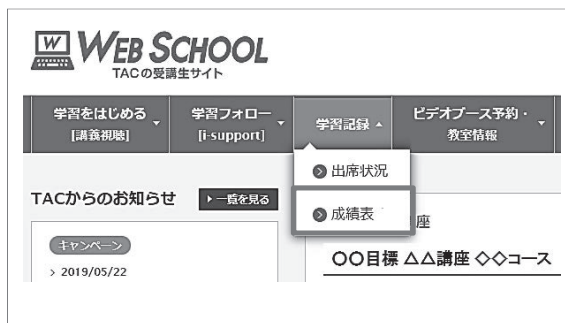 W WEB SCHOOL
TACの受講生サイト
学習をはじめる
[講義視聴]
学習フォロー
[i-support]
学習記録
ビデオブース予約・
教室情報
出席状況
成績表
TACからのお知らせ
一覧を見る
座
キャンペーン
> 2019/05/22
〇〇目標 △△講座 ◇◇コース